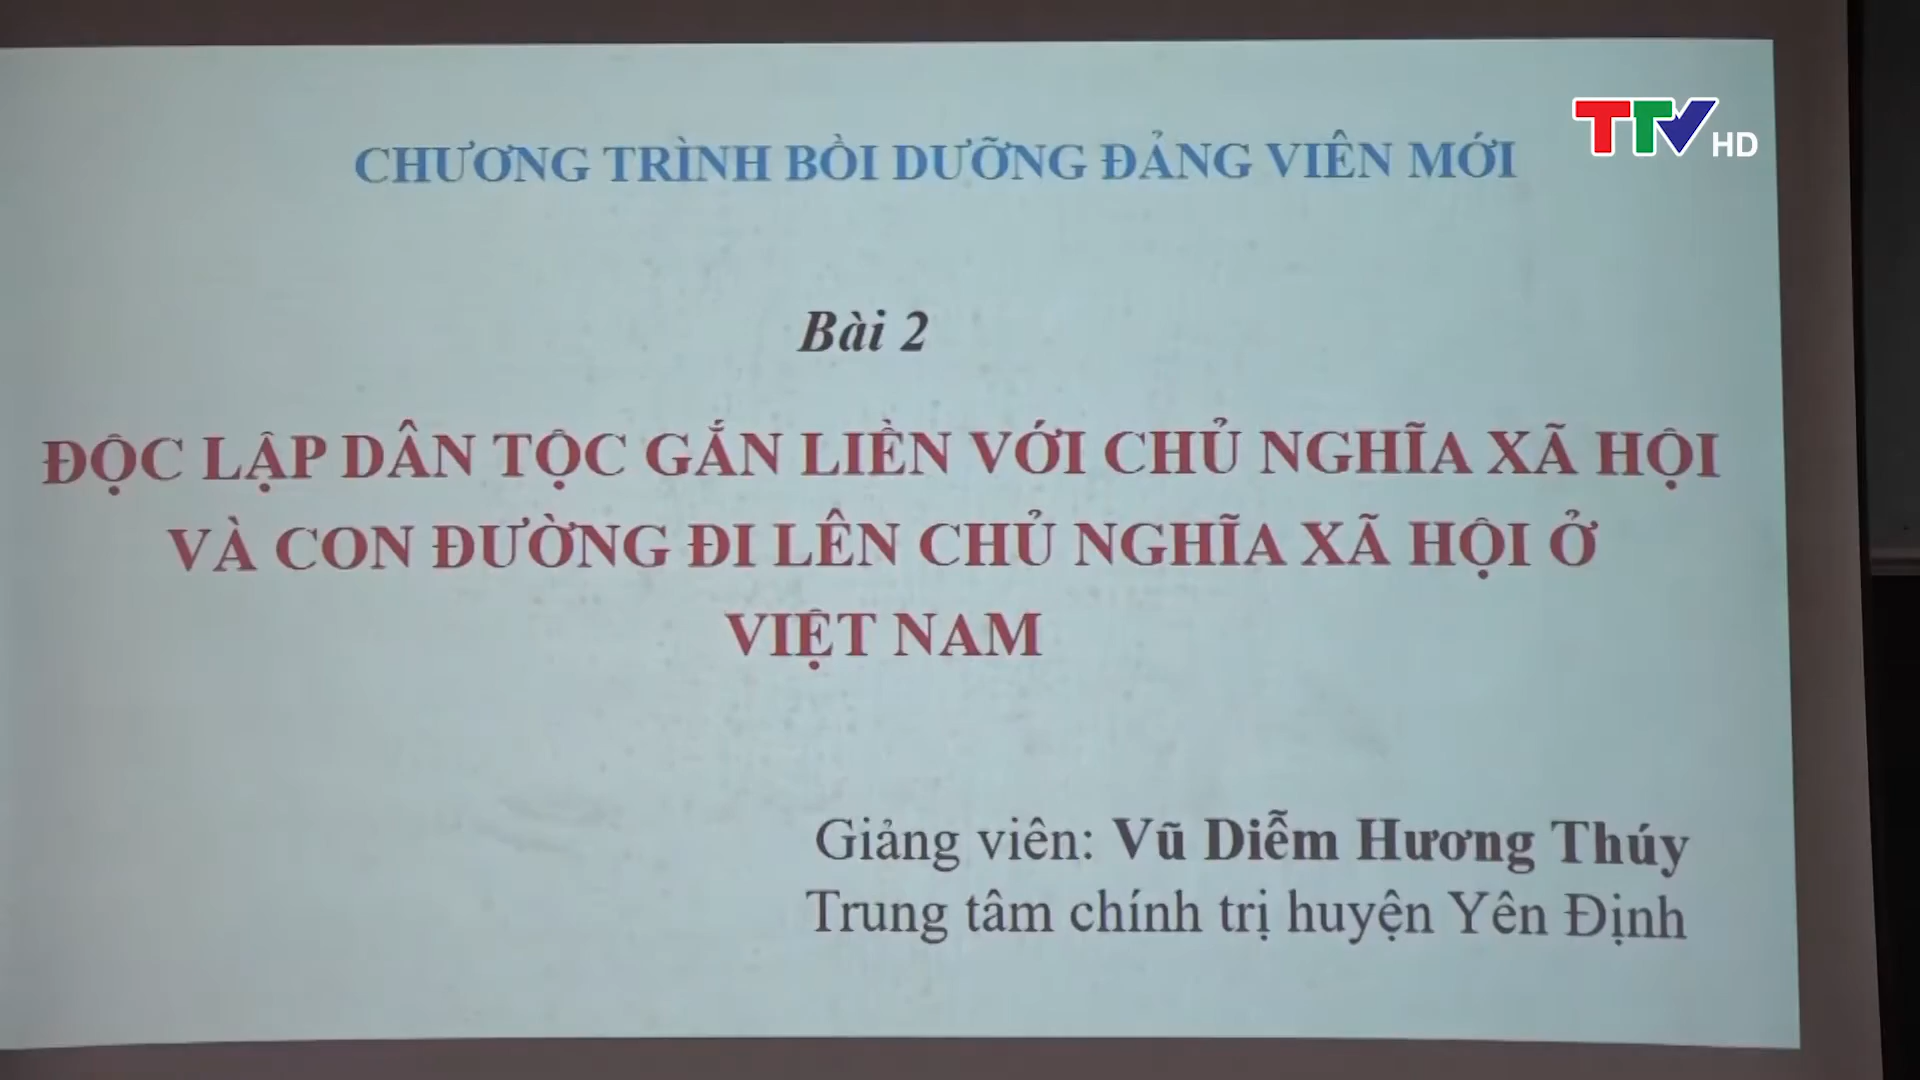 TTV HD
CHƯƠNG TRÌNH BỒI DƯỠNG ĐẢNG VIÊN MỚI
Bài 2
ĐỘC LẬP DÂN TỘC GẮN LIỀN VỚI CHỦ NGHĨA XÃ HỘI
VÀ CON ĐƯỜNG ĐI LÊN CHỦ NGHĨA XÃ HỘI Ở
VIỆT NAM
Giảng viên: Vũ Diễm Hương Thúy
Trung tâm chính trị huyện Yên Định